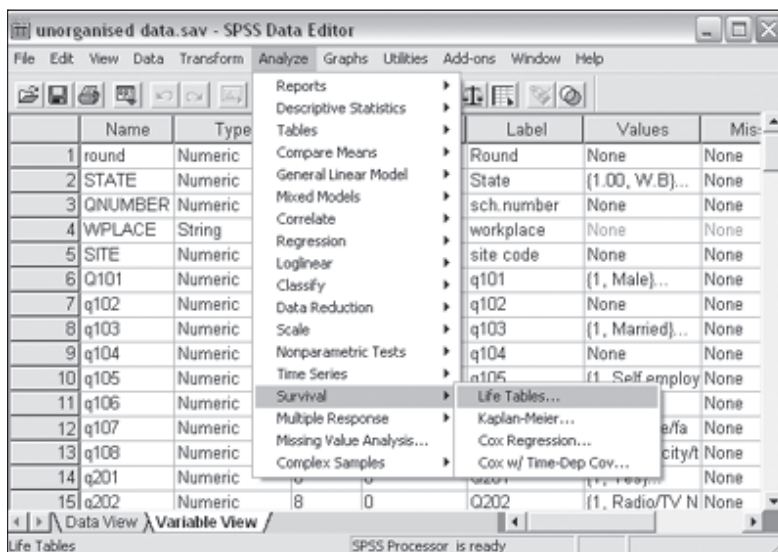 unorganised data.sav - SPSS Data Editor
File Edit View Data Transform Analyze Graphs Utilities Add-ons Window Help
Reports
Descriptive Statistics
Tables
Compare Means
General Linear Model
Mixed Models
Correlate
Regression
Loglinear
Classify
Data Reduction
Scale
Nonparametric Tests
Time Series
Survival
Multiple Response
Missing Value Analysis...
Complex Samples
Life Tables...
Kaplan-Meier...
Cox Regression...
Cox w/ Time-Dep Cov...
Name Type Label Values Mis
1 round Numeric Round None None
2 STATE Numeric State {1.00, W.B}... None
3 QNUMBER Numeric sch.number None None
4 WPLACE String workplace None None
5 SITE Numeric site code None None
6 Q101 Numeric q101 {1, Male}... None
7 q102 Numeric q102 None None
8 q103 Numeric q103 {1, Married}... None
9 q104 Numeric q104 None None
10 q105 Numeric q105 {1, Self employ None
11 q106 Numeric None
12 q107 Numeric e/fa None
13 q108 Numeric city/t None
14 q201 Numeric None
15 q202 Numeric 8 0 Q202 {1, Radio/TV N None
Data View Variable View
Life Tables SPSS Processor is ready